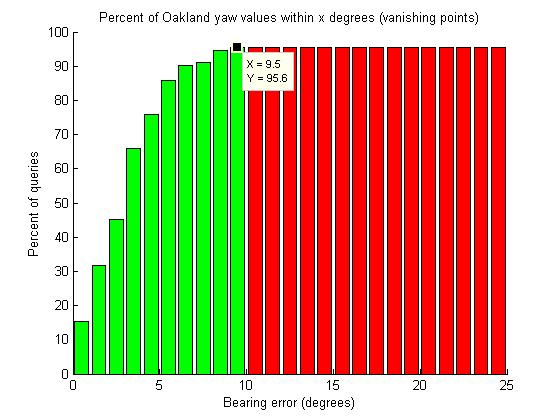 Percent of Oakland yaw values within x degrees (vanishing points)
100
90
80
70
60
50
40
30
20
10
0
Percent of queries
X = 9.5
Y = 95.6
0 5 10 15 20 25
Bearing error (degrees)